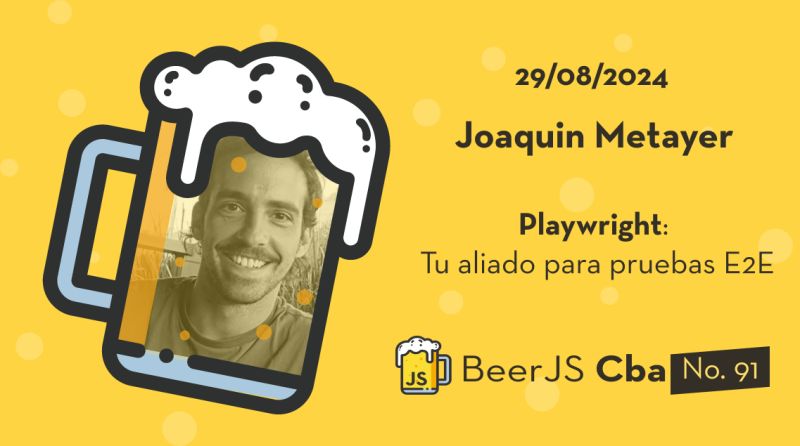 29/08/2024
Joaquin Metayer
Playwright:
Tu aliado para pruebas E2E
JS
BeerJS Cba No. 91